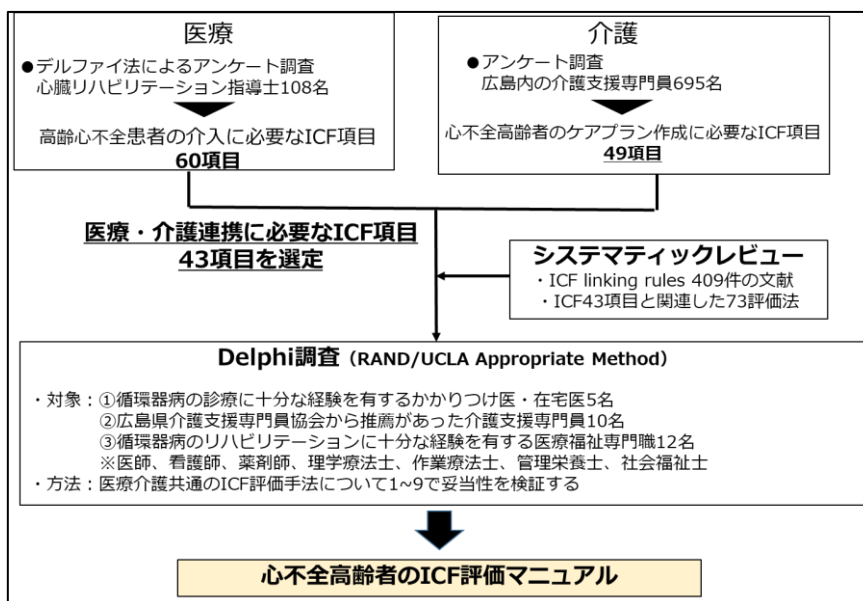 医療
●デルファイ法によるアンケート調査
心臓リハビリテーション指導士108名
高齢心不全患者の介入に必要なICF項目
60項目
介護
●アンケート調査
広島内の介護支援専門員695名
心不全高齢者のケアプラン作成に必要なICF項目
49項目
医療・介護連携に必要なICF項目
43項目を選定
システマティックレビュー
・ICF linking rules 409件の文献
・ICF43項目と関連した73評価法
Delphi調査（RAND/UCLA Appropriate Method）
・対象：①循環器病の診療に十分な経験を有するかかりつけ医・在宅医5名
②広島県介護支援専門員協会から推薦があった介護支援専門員10名
③循環器病のリハビリテーションに十分な経験を有する医療福祉専門職12名
※医師、看護師、薬剤師、理学療法士、作業療法士、管理栄養士、社会福祉士
・方法：医療介護共通のICF評価手法について1~9で妥当性を検証する
心不全高齢者のICF評価マニュアル